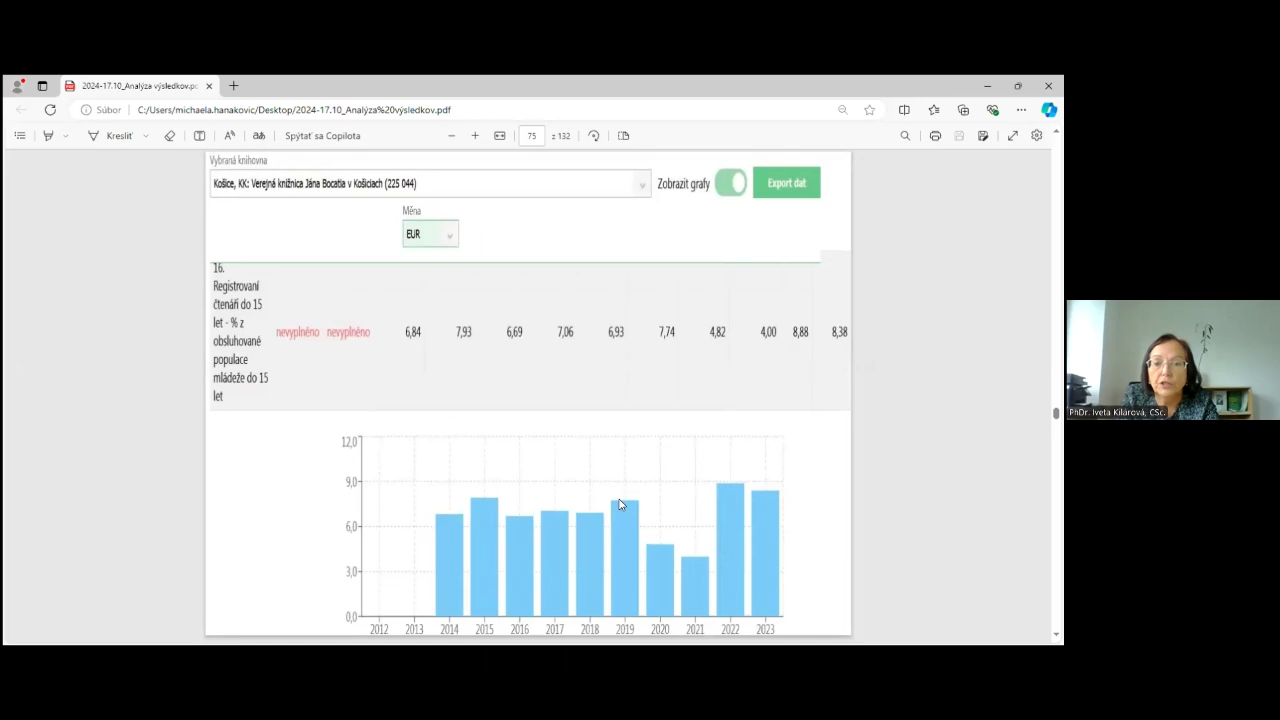 2024-17.10_Analýza výsledkov.pc
Súbor C:/Users/michaela.hanakovic/Desktop/2024-17.10_Analýza%20výsledkov.pdf
Kresliť Spýtať sa Copilota 75 z 132
Vybraná knihovna
Košice, KK: Verejná knižnica Jána Bocatia v Košiciach (225 044) Zobrazit grafy Export dat
Měna
EUR
16.
Registrovaní
čtenáři do 15
let - % z
obsluhované
populace
mládeže do 15
let
nevyplněno nevyplněno 6,84 7,93 6,69 7,06 6,93 7,74 4,82 4,00 8,88 8,38
12,0
9,0
6,0
3,0
0,0
2012 2013 2014 2015 2016 2017 2018 2019 2020 2021 2022 2023
PhDr. Iveta Kilárová, CSc.